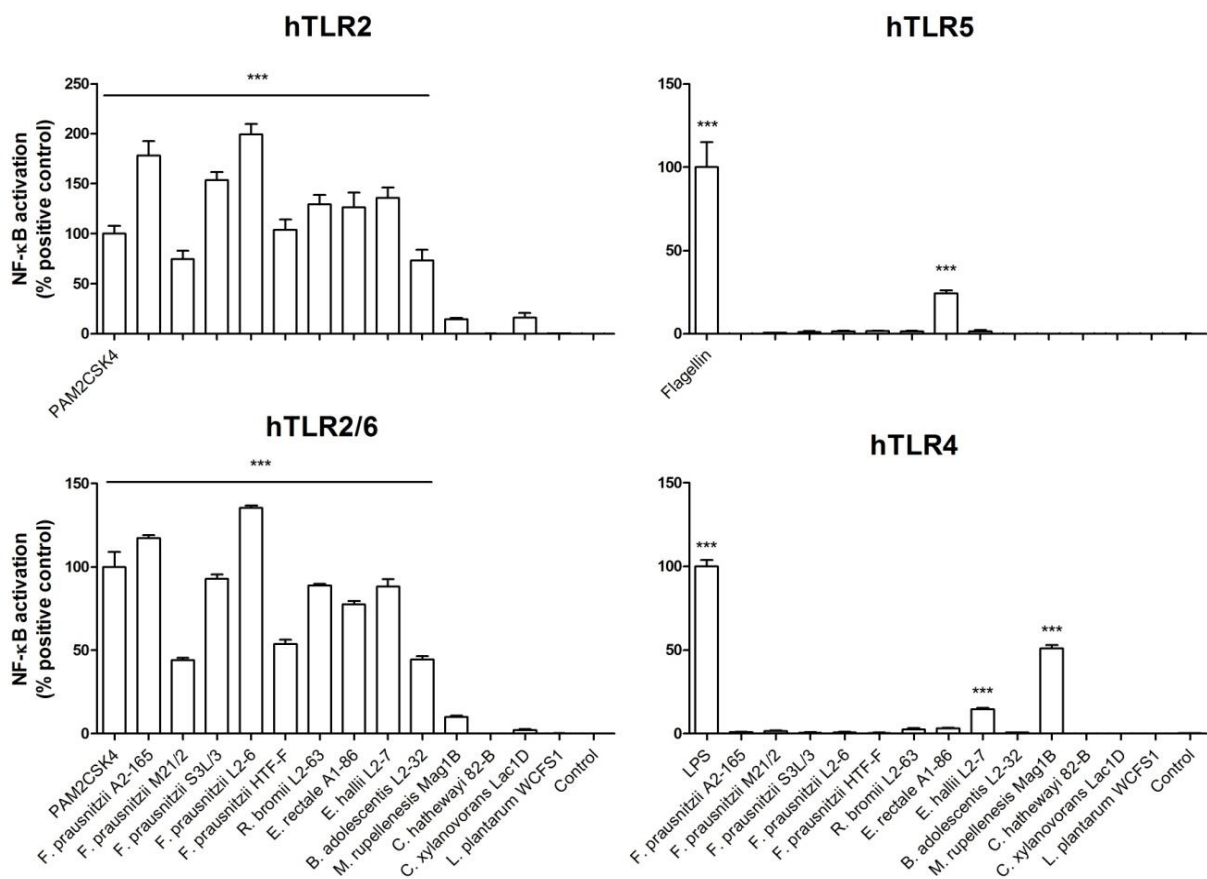 hTLR2
***
NF-κB activation
(% positive control)
250
200
150
100
50
0
PAM2CSK4
hTLR5
***
***
150
100
50
0
Flagellin
hTLR2/6
***
NF-κB activation
(% positive control)
150
100
50
0
PAM2CSK4
F. prausnitzii A2-165
F. prausnitzii M21/2
F. prausnitzii S3L/3
F. prausnitzii L2-6
F. prausnitzii HTF-F
R. bromii L2-63
E. rectale A1-86
E. hallii L2-7
B. adolescentis L2-32
M. rupellenesis Mag1B
C. hathewayi 82-B
C. xylanovorans Lac1D
L. plantarum WCFS1
Control
hTLR4
***
***
***
150
100
50
0
LPS
F. prausnitzii A2-165
F. prausnitzii M21/2
F. prausnitzii S3L/3
F. prausnitzii L2-6
F. prausnitzii HTF-F
R. bromii L2-63
E. rectale A1-86
E. hallii L2-7
B. adolescentis L2-32
M. rupellenesis Mag1B
C. hathewayi 82-B
C. xylanovorans Lac1D
L. plantarum WCFS1
Control